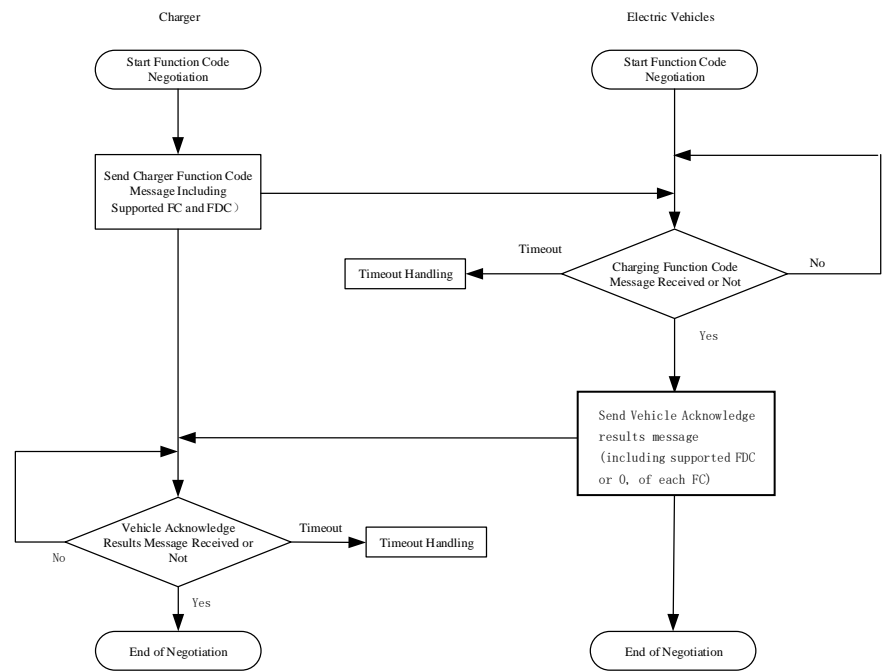 Charger
Electric Vehicles
Start Function Code
Negotiation
Start Function Code
Negotiation
Send Charger Function Code
Message Including
Supported FC and FDC）
Timeout
Charging Function Code
Message Received or Not
No
Timeout Handling
Yes
Send Vehicle Acknowledge
results message
(including supported FDC
or 0, of each FC)
Vehicle Acknowledge
Results Message Received or
Not
Timeout
Timeout Handling
No
Yes
End of Negotiation
End of Negotiation